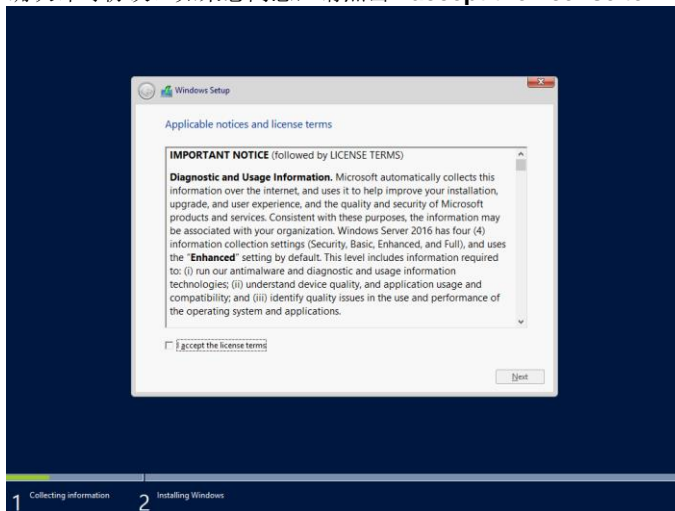 Windows Setup
Applicable notices and license terms
IMPORTANT NOTICE (followed by LICENSE TERMS)
Diagnostic and Usage Information. Microsoft automatically collects this
information over the internet, and uses it to help improve your installation,
upgrade, and user experience, and the quality and security of Microsoft
products and services. Consistent with these purposes, the information may
be associated with your organization. Windows Server 2016 has four (4)
information collection settings (Security, Basic, Enhanced, and Full), and uses
the "Enhanced" setting by default. This level includes information required
to: (i) run our antimalware and diagnostic and usage information
technologies; (ii) understand device quality, and application usage and
compatibility; and (iii) identify quality issues in the use and performance of
the operating system and applications.
I accept the license terms
Next
1 Collecting information
2 Installing Windows